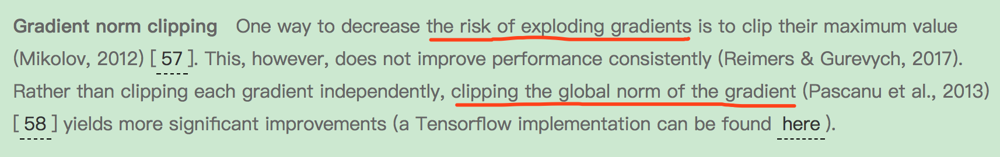 Gradient norm clipping One way to decrease the risk of exploding gradients is to clip their maximum value
(Mikolov, 2012) [ 57 ]. This, however, does not improve performance consistently (Reimers & Gurevych, 2017).
Rather than clipping each gradient independently, clipping the global norm of the gradient (Pascanu et al., 2013)
[ 58 ] yields more significant improvements (a Tensorflow implementation can be found here ).